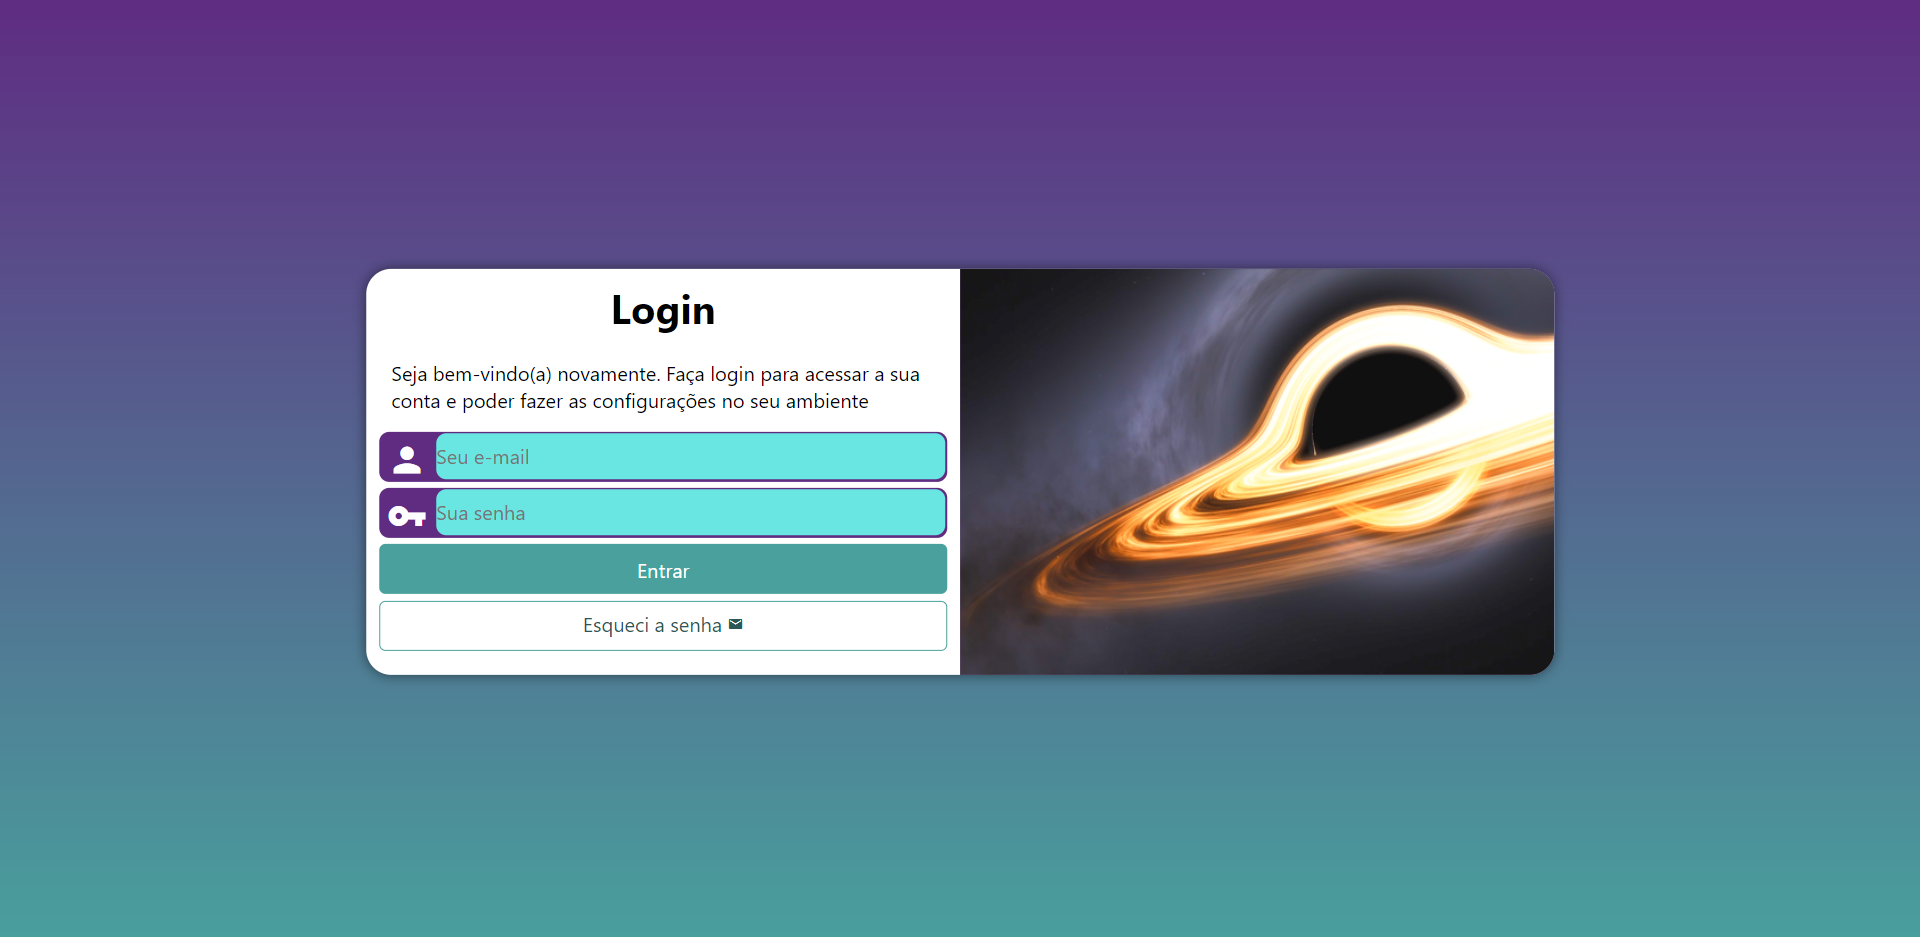 Login
Seja bem-vindo(a) novamente. Faça login para acessar a sua
conta e poder fazer as configurações no seu ambiente
Seu e-mail
Sua senha
Entrar
Esqueci a senha